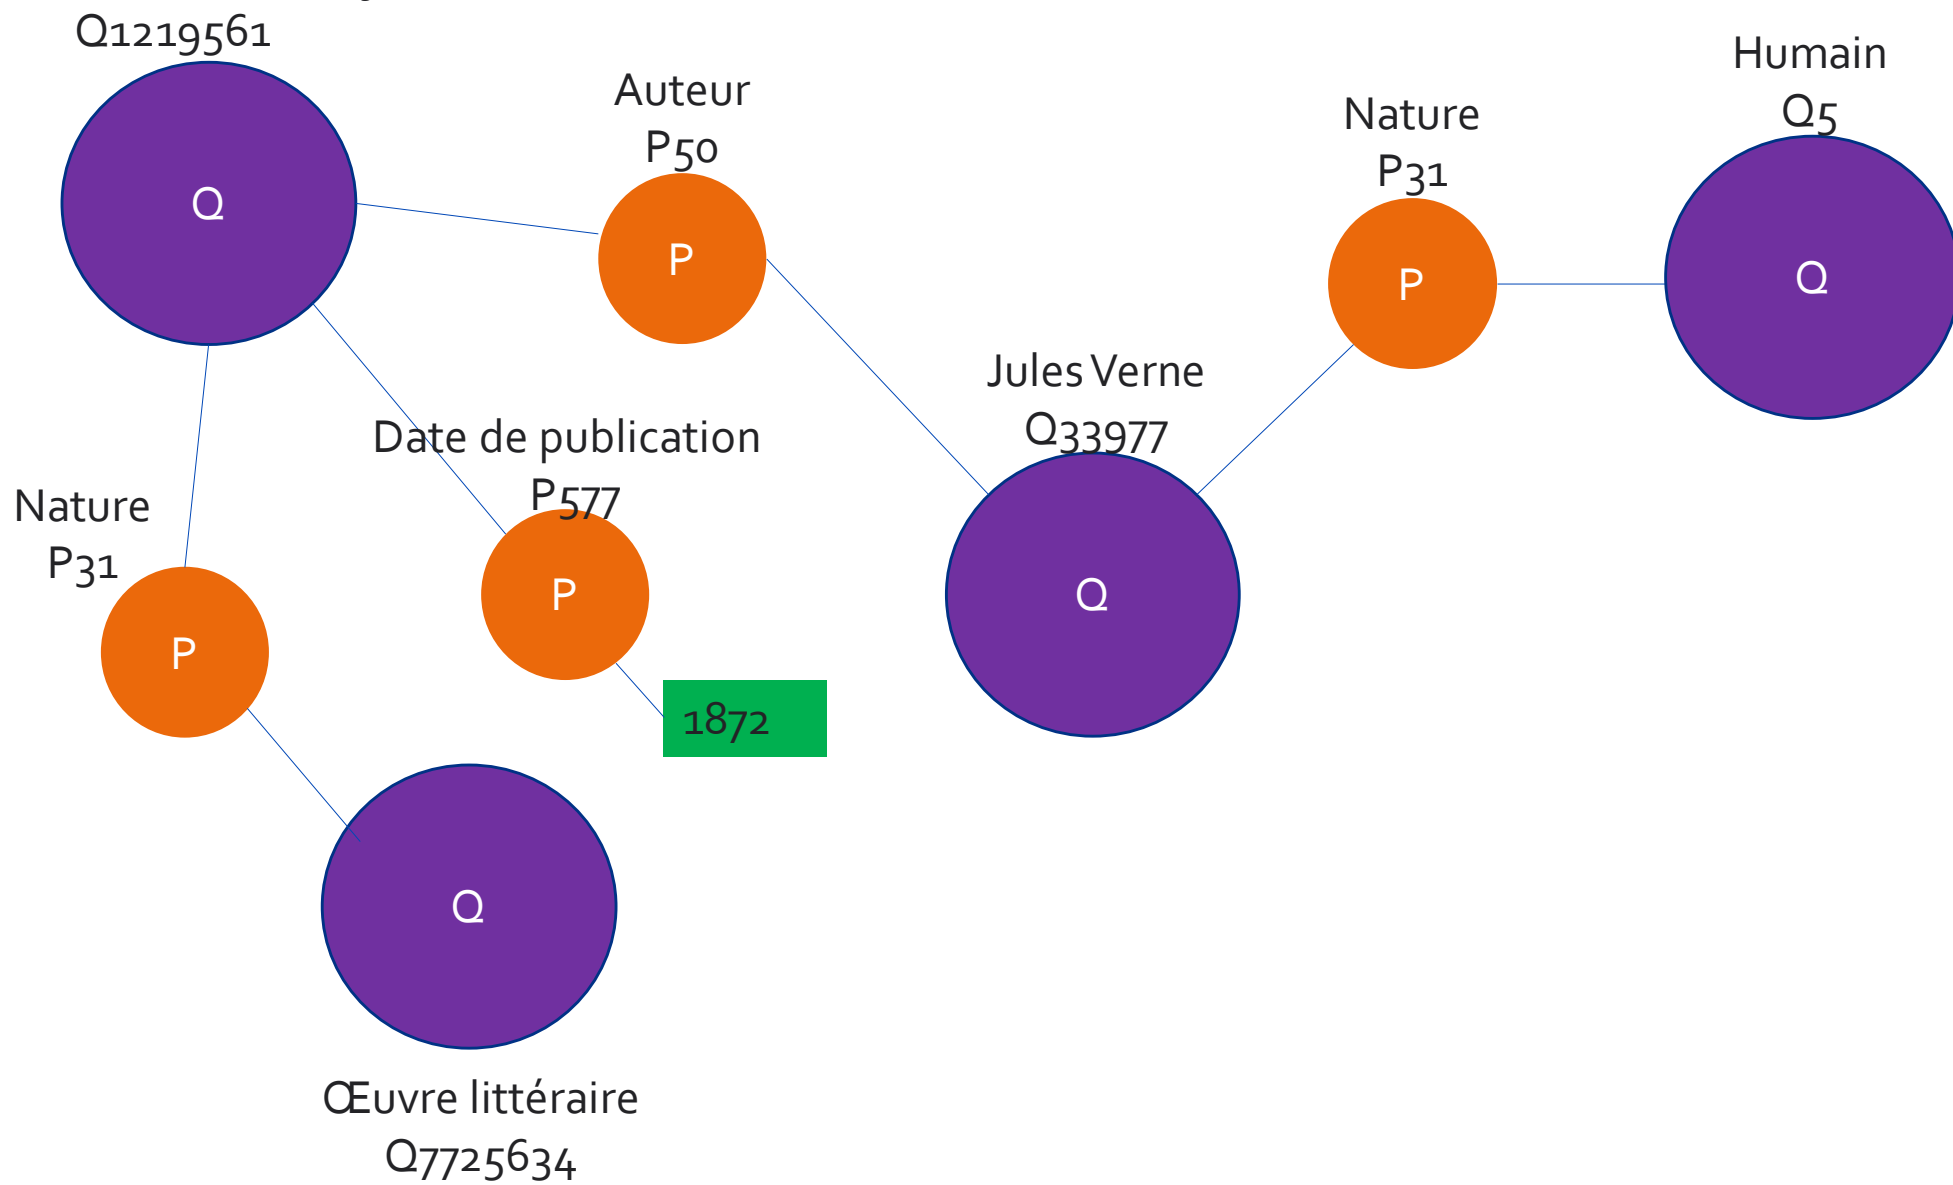 Q1219561
Q
Auteur
P50
P
Nature
P31
P
Humain
Q5
Q
Jules Verne
Q33977
Q
Date de publication
P577
P
1872
Nature
P31
P
Q
Œuvre littéraire
Q7725634